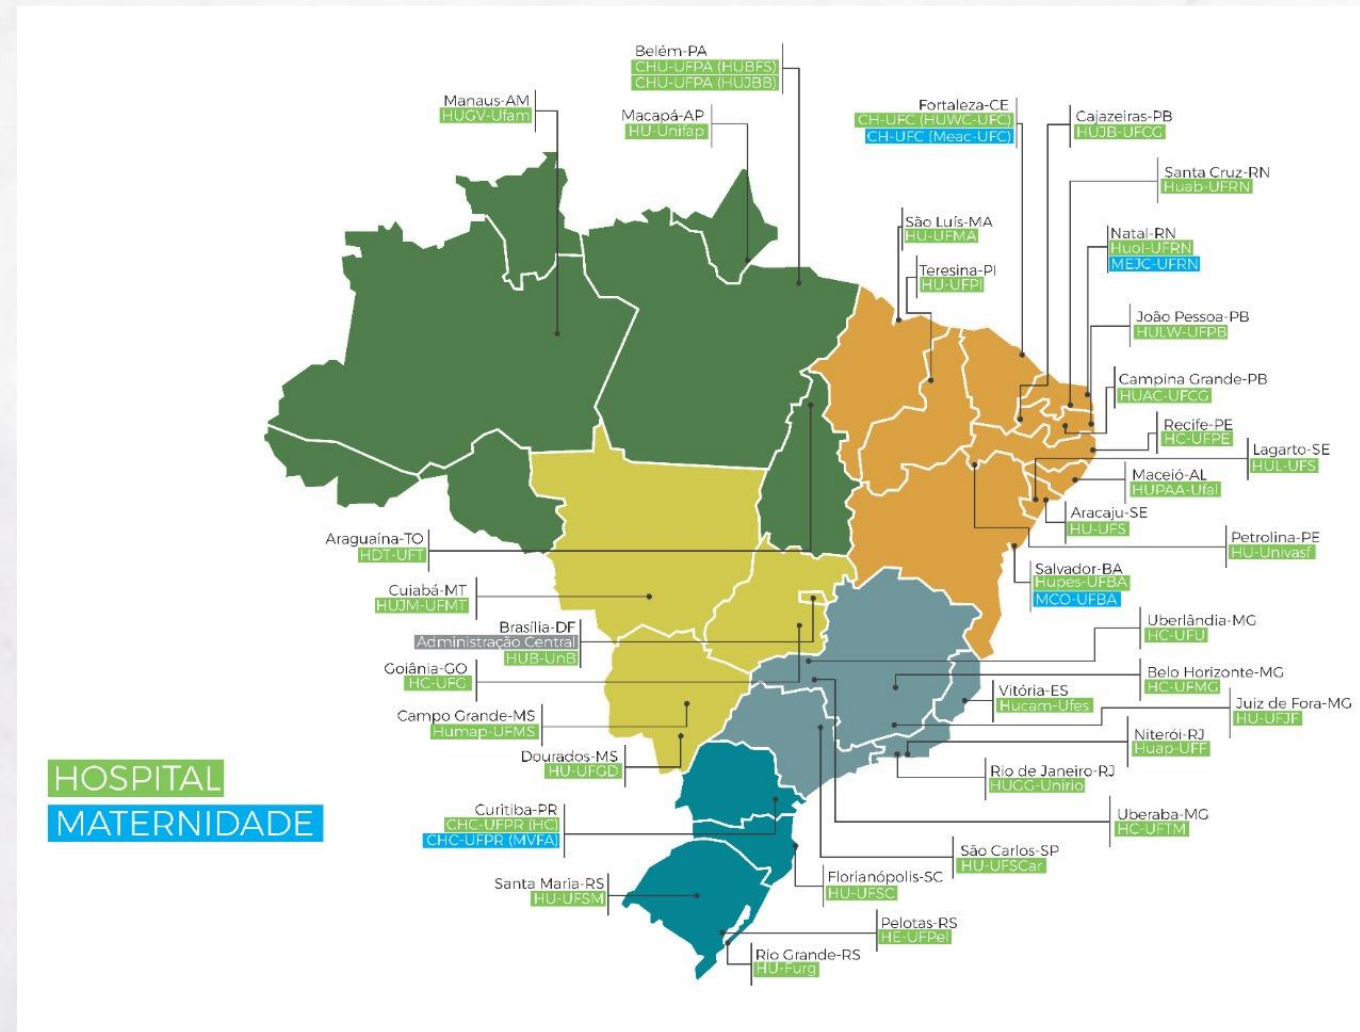 Belém-PA
CHU-UFPA (HUBFS)
CHU-UFPA (HUJBB)
Manaus-AM
HUGV-Ufam
Macapá-AP
HU-Unifap
Fortaleza-CE
CH-UFC (HUWC-UFC)
CH-UFC (Meac-UFC)
Cajazeiras-PB
HUJB-UFCG
Santa Cruz-RN
Huab-UFRN
São Luís-MA
HU-UFMA
Natal-RN
Huol-UFRN
MEJC-UFRN
Teresina-PI
HU-UFPI
João Pessoa-PB
HULW-UFPB
Campina Grande-PB
HUAC-UFCG
Recife-PE
HC-UFPE
Lagarto-SE
HUL-UFS
Maceió-AL
HUPAA-Ufal
Aracaju-SE
HU-UFS
Petrolina-PE
HU-Univasf
Araguaína-TO
HDT-UFT
Salvador-BA
Hupes-UFBA
MCO-UFBA
Cuiabá-MT
HUJM-UFMT
Brasília-DF
Administração Central
HUB-UnB
Uberlândia-MG
HC-UFU
Goiânia-GO
HC-UFG
Belo Horizonte-MG
HC-UFMG
Vitória-ES
Hucam-Ufes
Juiz de Fora-MG
HU-UFJF
Campo Grande-MS
Humap-UFMS
Niterói-RJ
Huap-UFF
Dourados-MS
HU-UFGD
Rio de Janeiro-RJ
HUGG-Unirio
HOSPITAL
MATERNIDADE
Curitiba-PR
CHC-UFPR (HC)
CHC-UFPR (MVFA)
Uberaba-MG
HC-UFTM
São Carlos-SP
HU-UFSCar
Florianópolis-SC
HU-UFSC
Santa Maria-RS
HU-UFSM
Pelotas-RS
HE-UFPel
Rio Grande-RS
HU-Furg